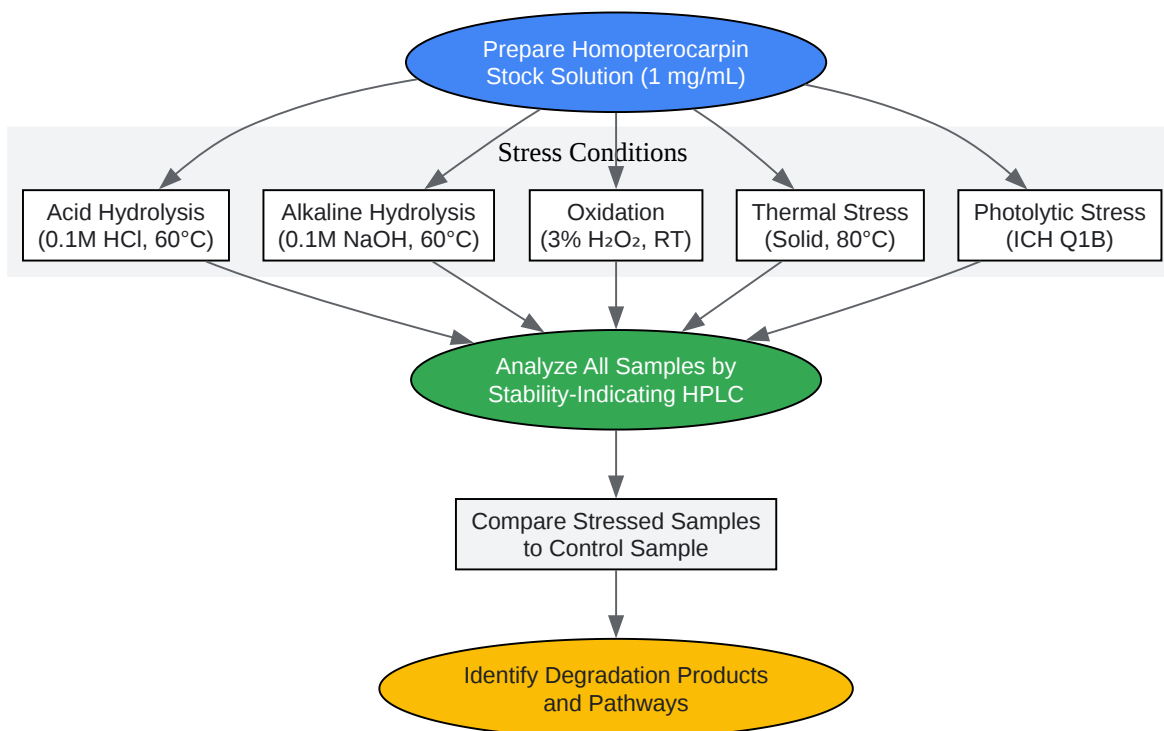 Prepare Homopterocarpin
Stock Solution (1 mg/mL)
Stress Conditions
Acid Hydrolysis
(0.1M HCl, 60°C)
Alkaline Hydrolysis
(0.1M NaOH, 60°C)
Oxidation
(3% H₂O₂, RT)
Thermal Stress
(Solid, 80°C)
Photolytic Stress
(ICH Q1B)
Analyze All Samples by
Stability-Indicating HPLC
Compare Stressed Samples
to Control Sample
Identify Degradation Products
and Pathways